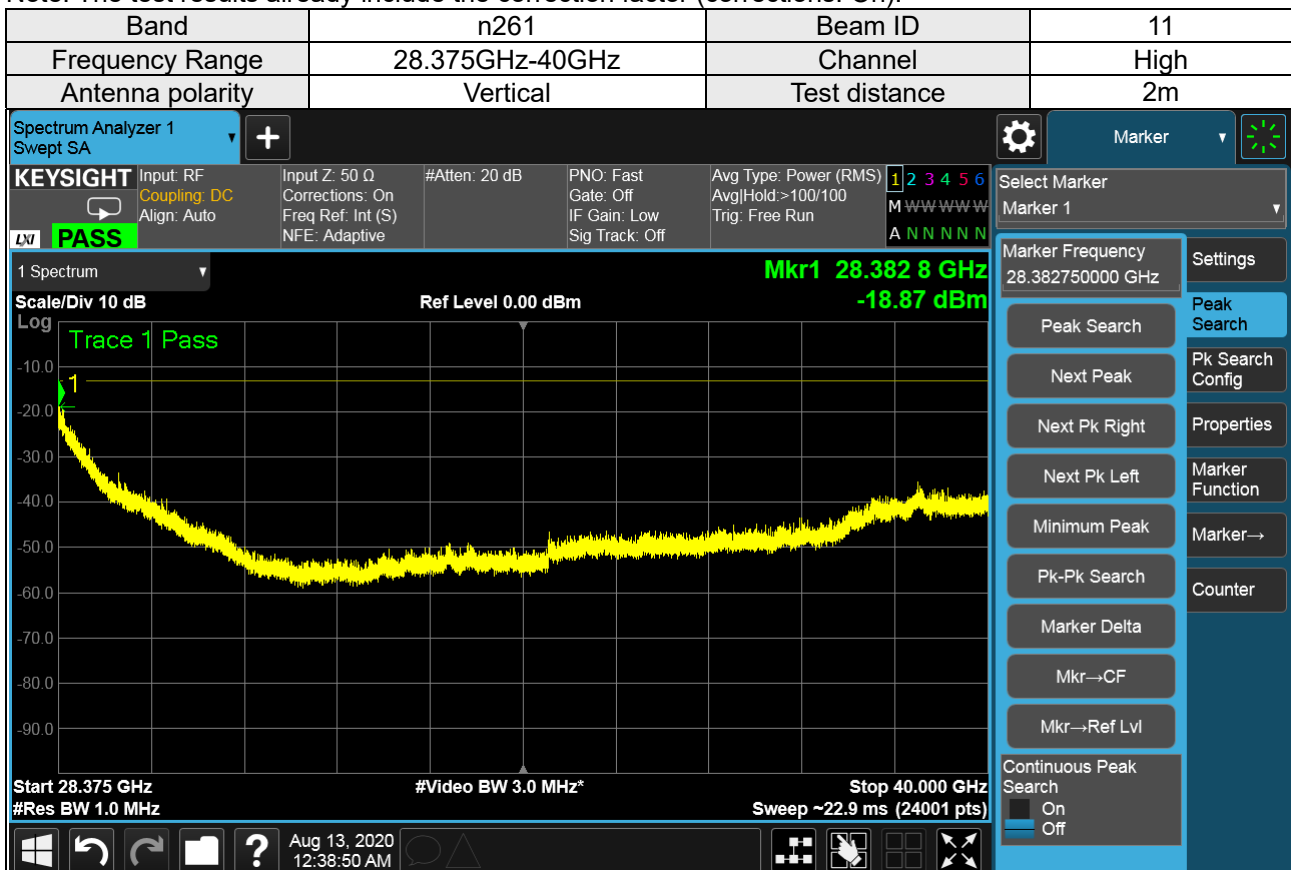 Note: The test results already include the correction factor (corrections: On).
Band n261 Beam ID 11
Frequency Range 28.375GHz-40GHz Channel High
Antenna polarity Vertical Test distance 2m
Spectrum Analyzer 1
Swept SA
+
Marker
KEYSIGHT
LXI PASS
Input: RF
Coupling: DC
Align: Auto
Input Z: 50 Ω
Corrections: On
Freq Ref: Int (S)
NFE: Adaptive
#Atten: 20 dB
PNO: Fast
Gate: Off
IF Gain: Low
Sig Track: Off
Avg Type: Power (RMS)
Avg|Hold:>100/100
Trig: Free Run
1 2 3 4 5 6
M W W W W W
A N N N N N
Select Marker
Marker 1
1 Spectrum
Mkr1 28.382 8 GHz
Scale/Div 10 dB Ref Level 0.00 dBm -18.87 dBm
Log
Trace 1 Pass
1
-10.0
-20.0
-30.0
-40.0
-50.0
-60.0
-70.0
-80.0
-90.0
Start 28.375 GHz #Video BW 3.0 MHz* Stop 40.000 GHz
#Res BW 1.0 MHz Sweep ~22.9 ms (24001 pts)
Marker Frequency
28.382750000 GHz
Peak Search
Next Peak
Next Pk Right
Next Pk Left
Minimum Peak
Pk-Pk Search
Marker Delta
Mkr→CF
Mkr→Ref Lvl
Continuous Peak
Search
On
Off
Settings
Peak
Search
Pk Search
Config
Properties
Marker
Function
Marker→
Counter
?
Aug 13, 2020
12:38:50 AM